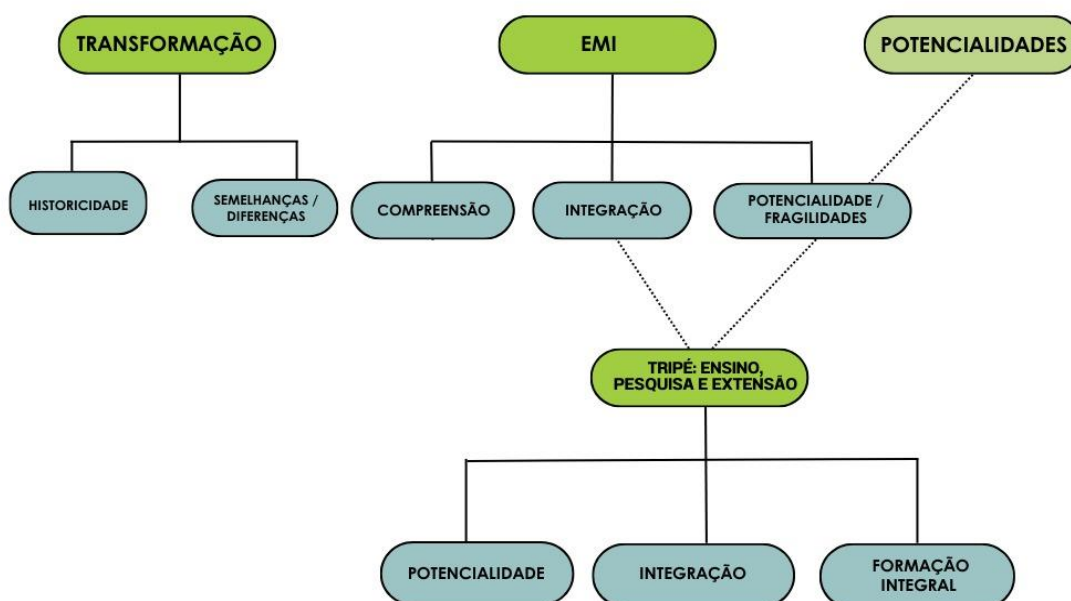 TRANSFORMAÇÃO
EMI
POTENCIALIDADES
HISTORICIDADE
SEMELHANÇAS /
DIFERENÇAS
COMPREENSÃO
INTEGRAÇÃO
POTENCIALIDADE /
FRAGILIDADES
TRIPÉ: ENSINO,
PESQUISA E EXTENSÃO
POTENCIALIDADE
INTEGRAÇÃO
FORMAÇÃO
INTEGRAL